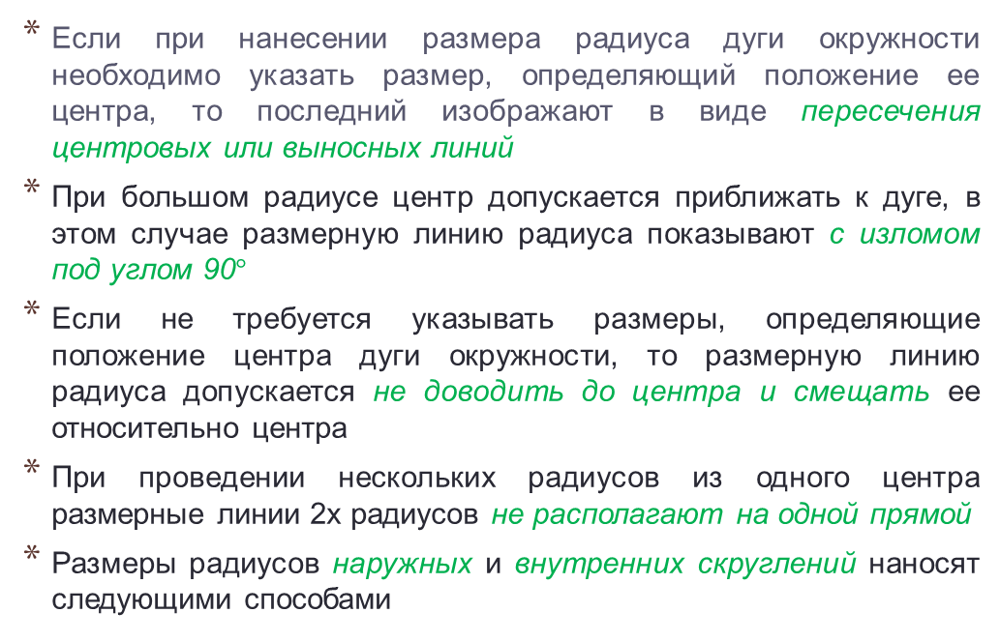 * Если при нанесении размера радиуса дуги окружности
необходимо указать размер, определяющий положение ее
центра, то последний изображают в виде пересечения
центровых или выносных линий
* При большом радиусе центр допускается приближать к дуге, в
этом случае размерную линию радиуса показывают с изломом
под углом 90°
* Если не требуется указывать размеры, определяющие
положение центра дуги окружности, то размерную линию
радиуса допускается не доводить до центра и смещать ее
относительно центра
* При проведении нескольких радиусов из одного центра
размерные линии 2х радиусов не располагают на одной прямой
* Размеры радиусов наружных и внутренних скруглений наносят
следующими способами